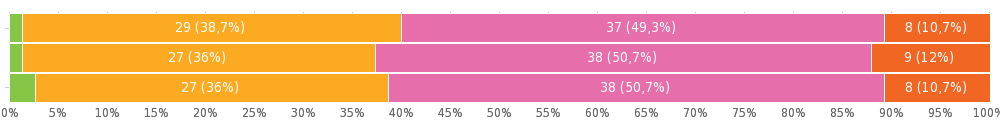 29 (38,7%) 37 (49,3%) 8 (10,7%)
27 (36%) 38 (50,7%) 9 (12%)
27 (36%) 38 (50,7%) 8 (10,7%)
0% 5% 10% 15% 20% 25% 30% 35% 40% 45% 50% 55% 60% 65% 70% 75% 80% 85% 90% 95% 100%